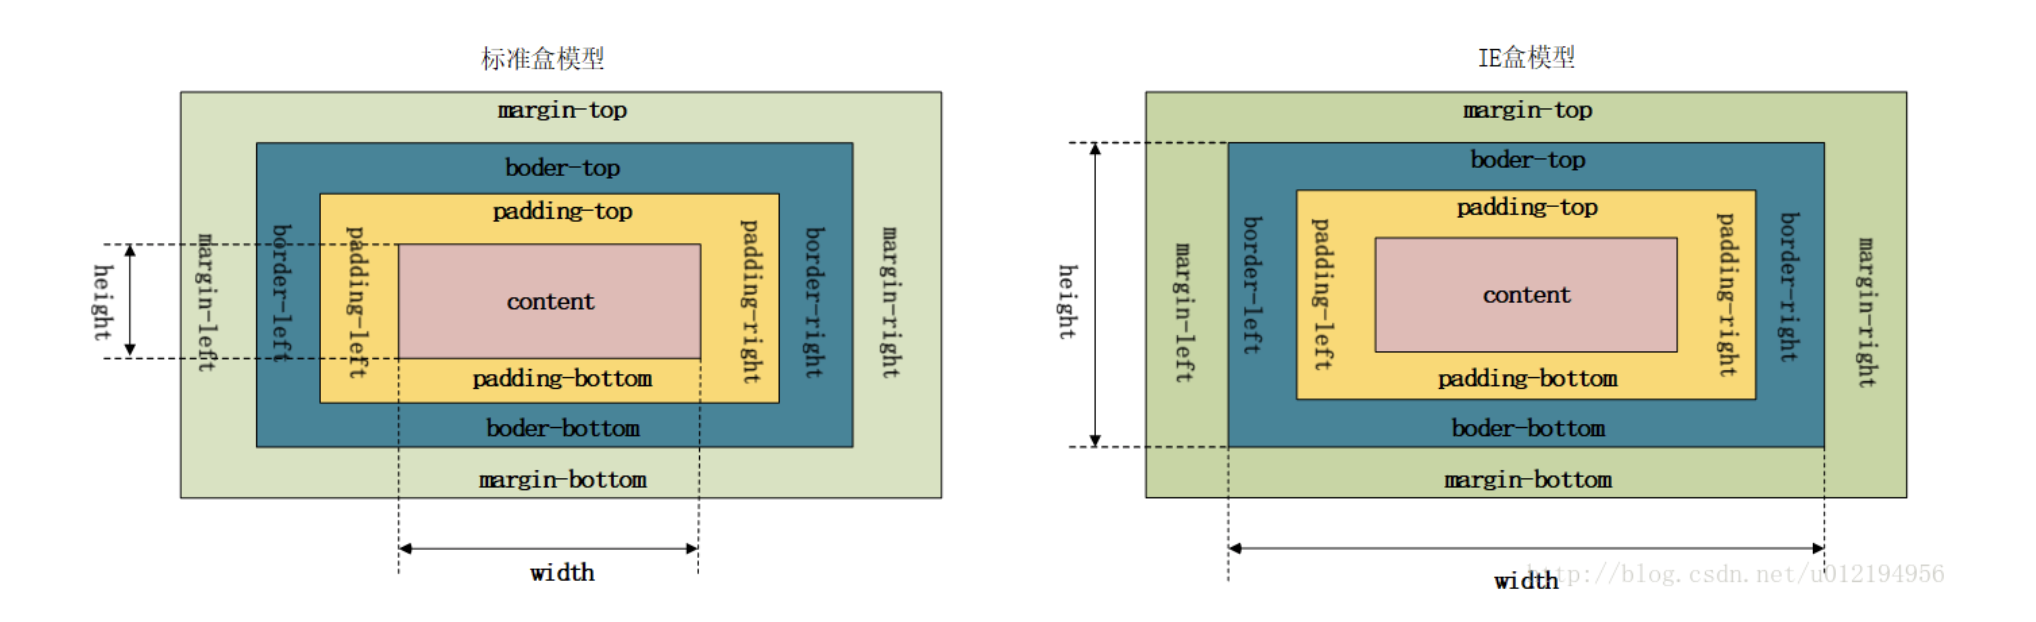 标准盒模型
margin-top
boder-top
padding-top
height
margin-left
border-left
padding-left
content
padding-right
border-right
margin-right
padding-bottom
boder-bottom
margin-bottom
width
IE盒模型
margin-top
boder-top
padding-top
height
margin-left
border-left
padding-left
content
padding-right
border-right
margin-right
padding-bottom
boder-bottom
margin-bottom
width
http://blog.csdn.net/u012194956